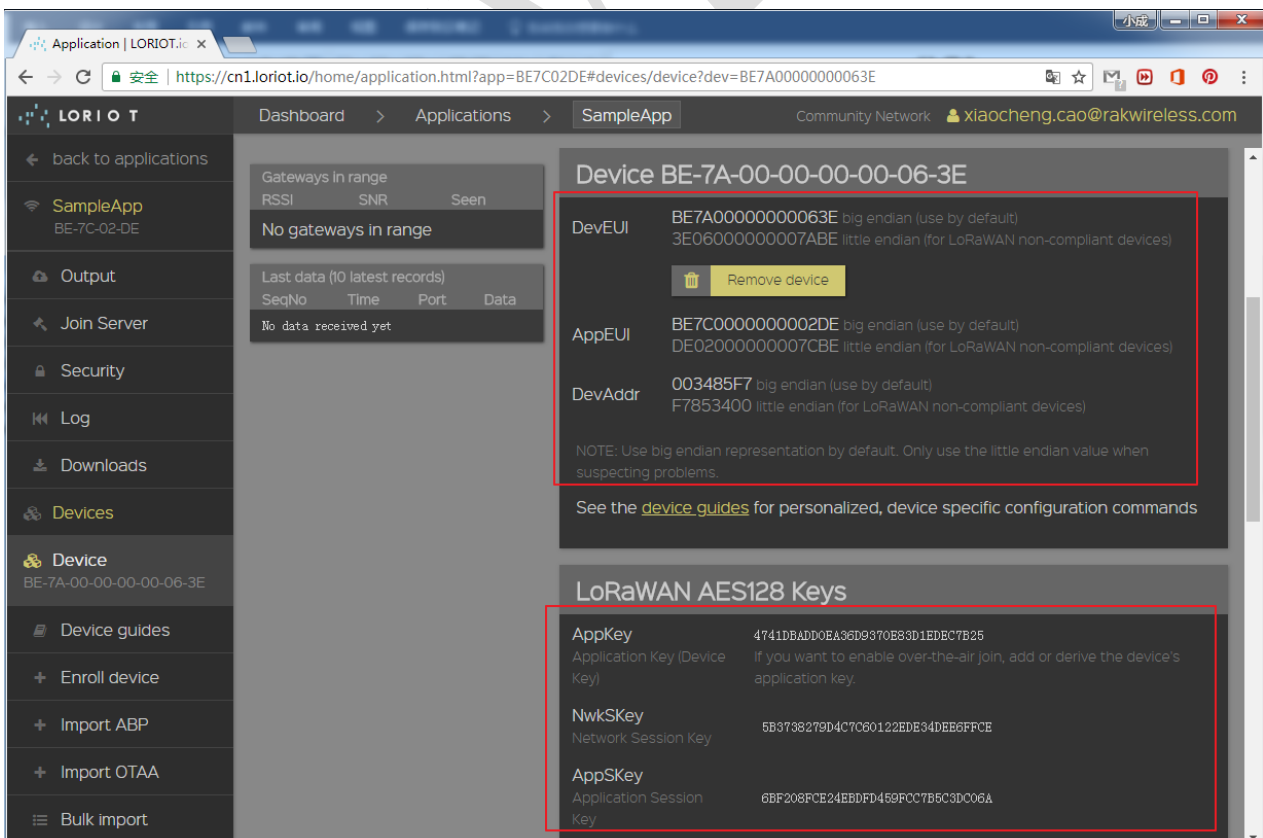 小成
Application | LORIOT.io
安全 | https://cn1.loriot.io/home/application.html?app=BE7C02DE#devices/device?dev=BE7A00000000063E
LORIOT
Dashboard > Applications > SampleApp
Community Network xiaocheng.cao@rakwireless.com
back to applications
SampleApp
BE-7C-02-DE
Output
Join Server
Security
Log
Downloads
Devices
Device
BE-7A-00-00-00-00-06-3E
Device guides
Enroll device
Import ABP
Import OTAA
Bulk import
Gateways in range
RSSI SNR Seen
No gateways in range
Last data (10 latest records)
SeqNo Time Port Data
No data received yet
Device BE-7A-00-00-00-00-06-3E
DevEUI
BE7A00000000063E big endian (use by default)
3E06000000007ABE little endian (for LoRaWAN non-compliant devices)
Remove device
AppEUI
BE7C0000000002DE big endian (use by default)
DE02000000007CBE little endian (for LoRaWAN non-compliant devices)
DevAddr
003485F7 big endian (use by default)
F7853400 little endian (for LoRaWAN non-compliant devices)
NOTE: Use big endian representation by default. Only use the little endian value when
suspecting problems.
See the device guides for personalized, device specific configuration commands
LoRaWAN AES128 Keys
AppKey
Application Key (Device
Key)
4741DBADD0EA36D9370E83D1EDEC7B25
If you want to enable over-the-air join, add or derive the device's
application key.
NwkSKey
Network Session Key
5B3738279D4C7C60122EDE34DEE6FFCE
AppSKey
Application Session
Key
6BF208FCE24EBDFD459FCC7B5C3DC06A